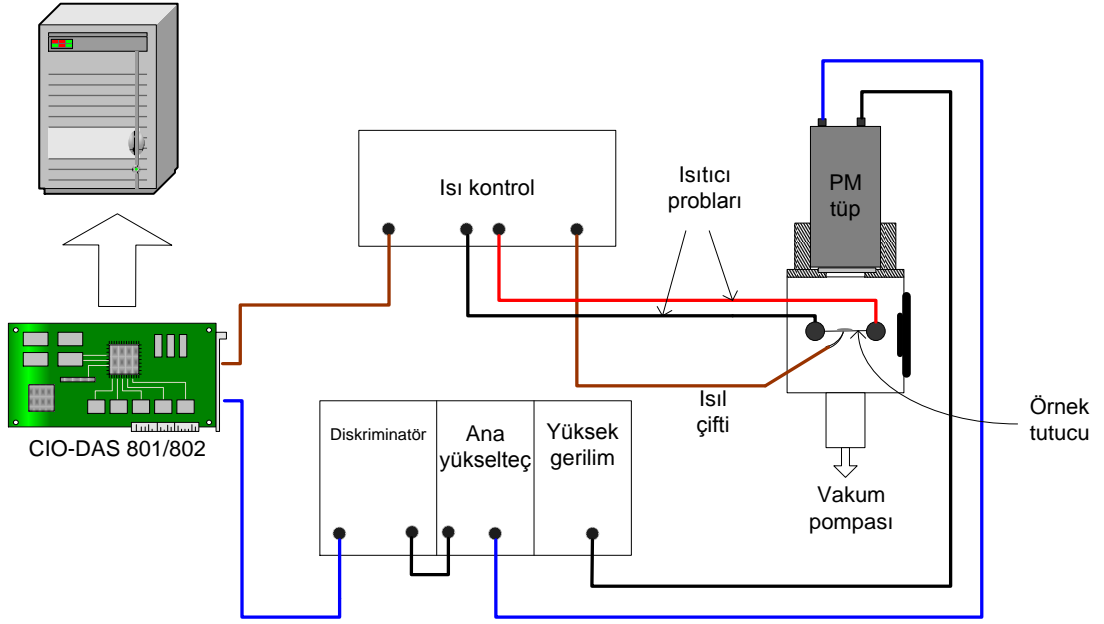 Isı kontrol
Isıtıcı
probları
PM
tüp
CIO-DAS 801/802
Diskriminatör
Ana
yükselteç
Yüksek
gerilim
Isıl
çifti
Örnek
tutucu
Vakum
pompası